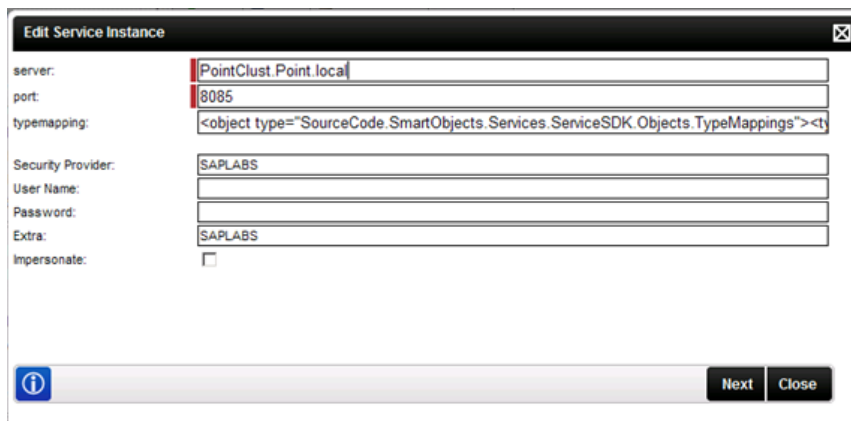 Edit Service Instance
server: PointClust.Point.local
port: 8085
typemapping: <object type="SourceCode.SmartObjects.Services.ServiceSDK.Objects.TypeMappings"><ty
Security Provider: SAPLABS
User Name:
Password:
Extra: SAPLABS
Impersonate:
Next Close